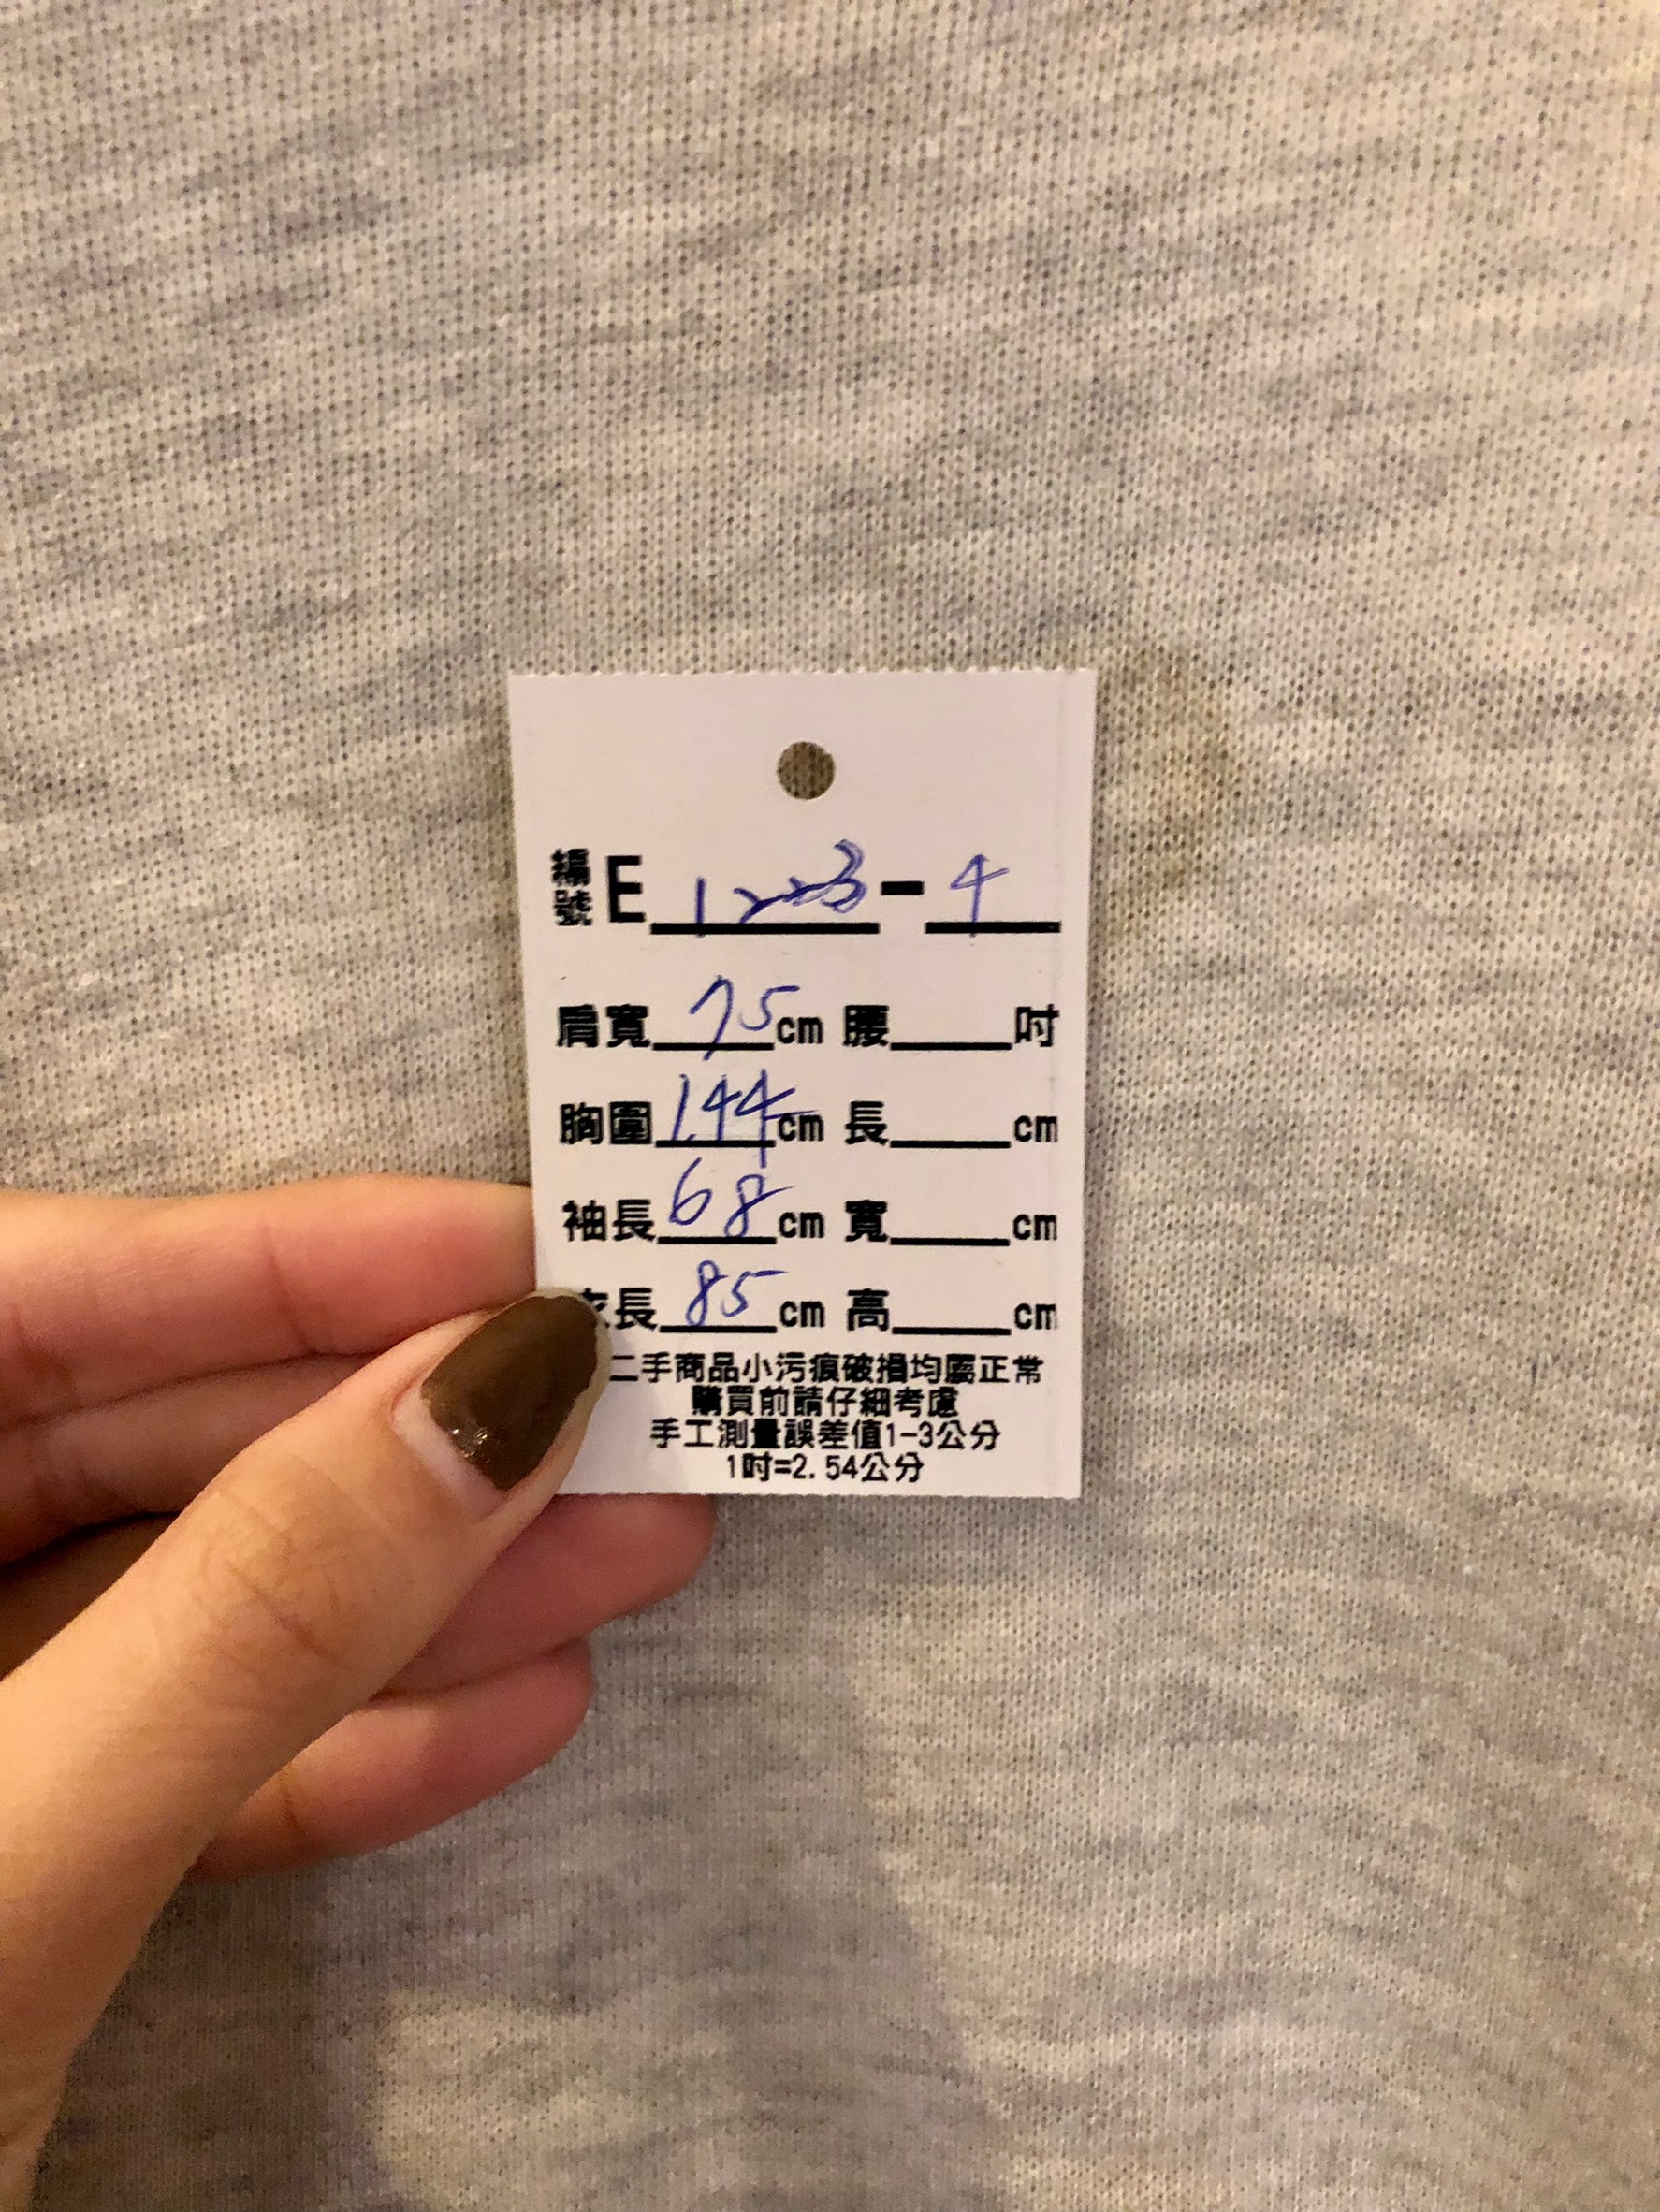 編號 E 1223-4
肩寬 75 cm 腰 吋
胸圍 144 cm 長 cm
袖長 68 cm 寬 cm
長 85 cm 高 cm
二手商品小污痕破損均屬正常
購買前請仔細考慮
手工測量誤差值1-3公分
1吋=2.54公分